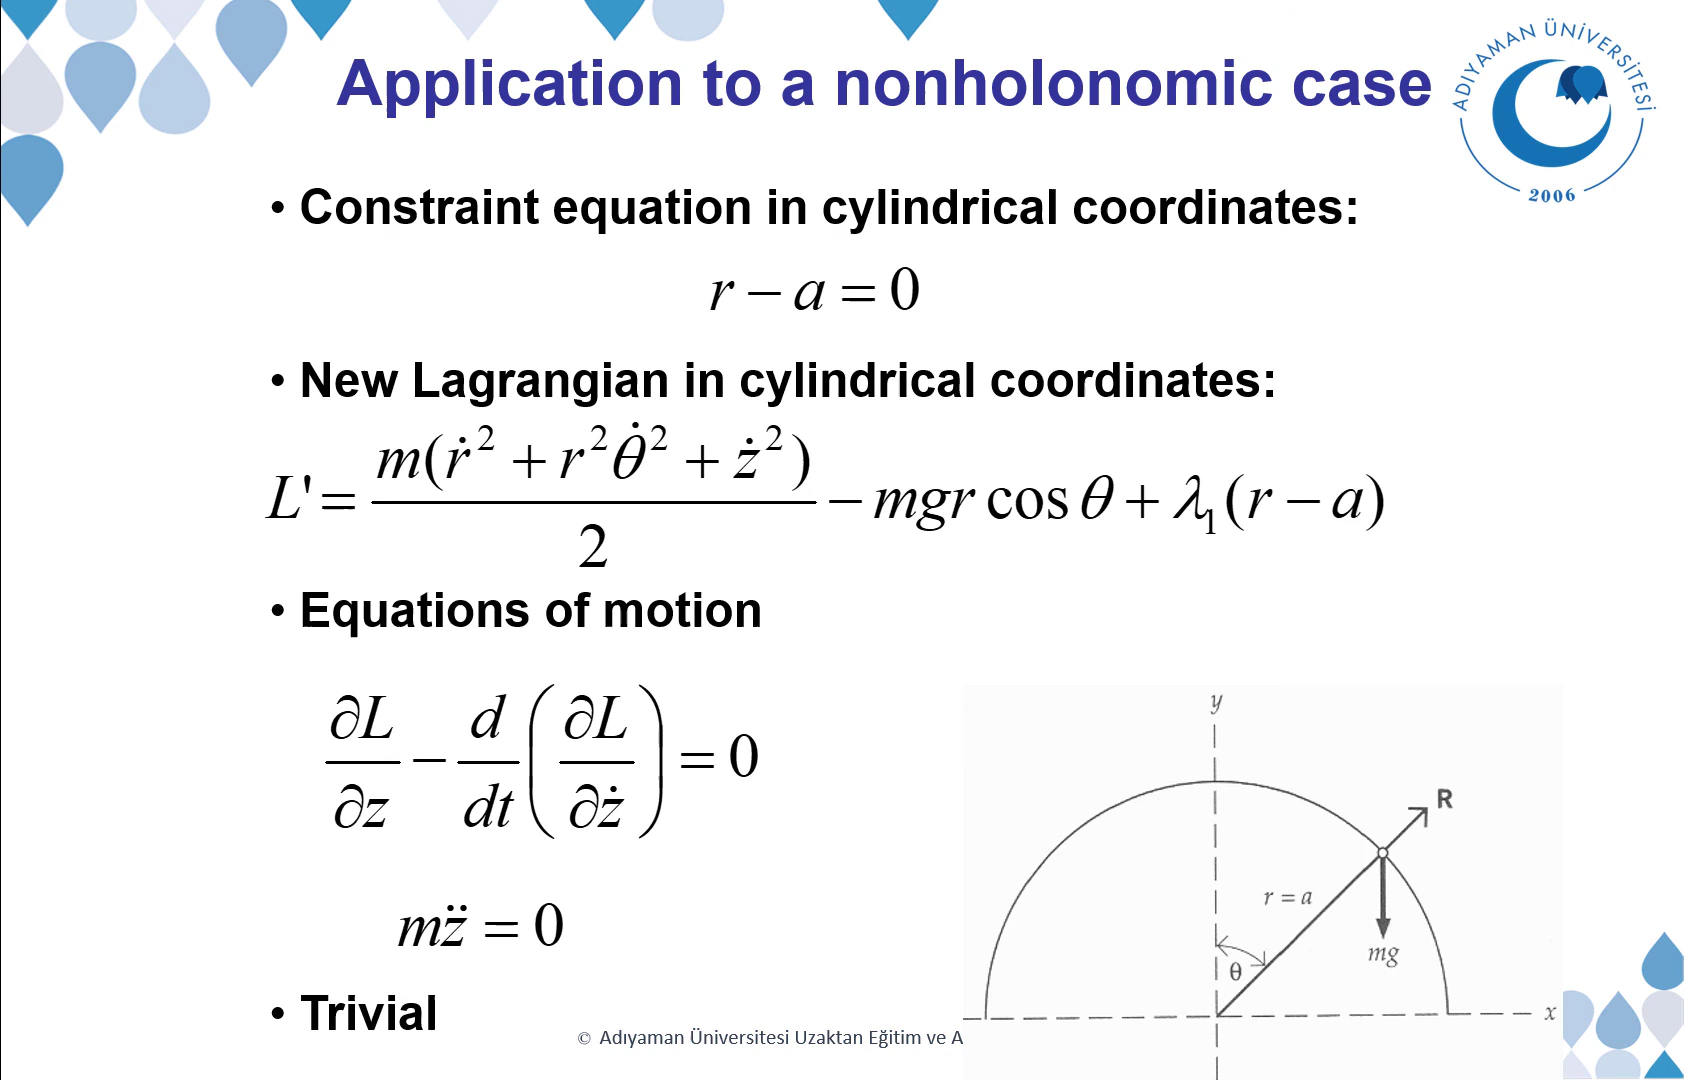 Application to a nonholonomic case
ADIYAMAN ÜNİVERSİTESİ
2006
• Constraint equation in cylindrical coordinates:
r − a = 0
• New Lagrangian in cylindrical coordinates:
L' = m(ṙ² + r²θ̇² + ż²) / 2 − mgr cos θ + λ₁(r − a)
• Equations of motion
∂L/∂z − d/dt (∂L/∂ż) = 0
mz̈ = 0
• Trivial
y
R
r = a
θ
mg
x
© Adıyaman Üniversitesi Uzaktan Eğitim ve A